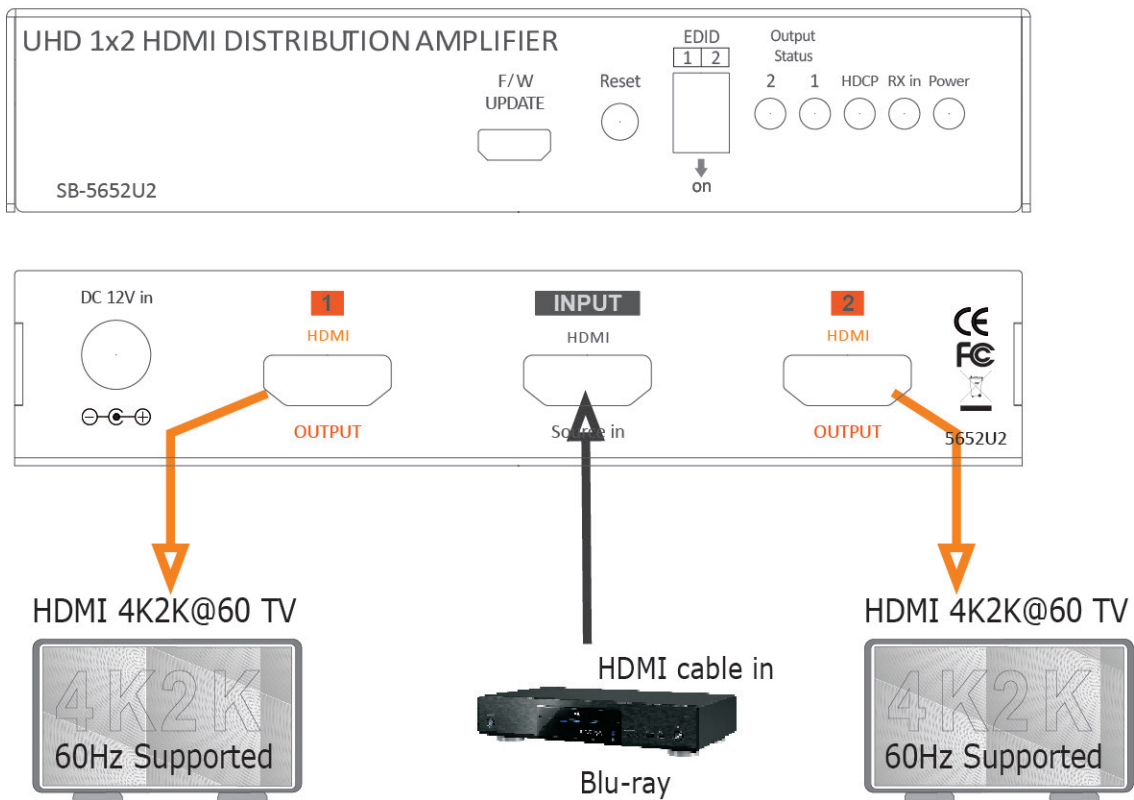 UHD 1x2 HDMI DISTRIBUTION AMPLIFIER
EDID
1 2
Output
Status
2 1 HDCP RX in Power
F/W
UPDATE
Reset
on
SB-5652U2
DC 12V in
1
HDMI
OUTPUT
INPUT
HDMI
Source in
2
HDMI
OUTPUT
CE
FC
5652U2
HDMI 4K2K@60 TV
4K2K
60Hz Supported
HDMI cable in
Blu-ray
HDMI 4K2K@60 TV
4K2K
60Hz Supported